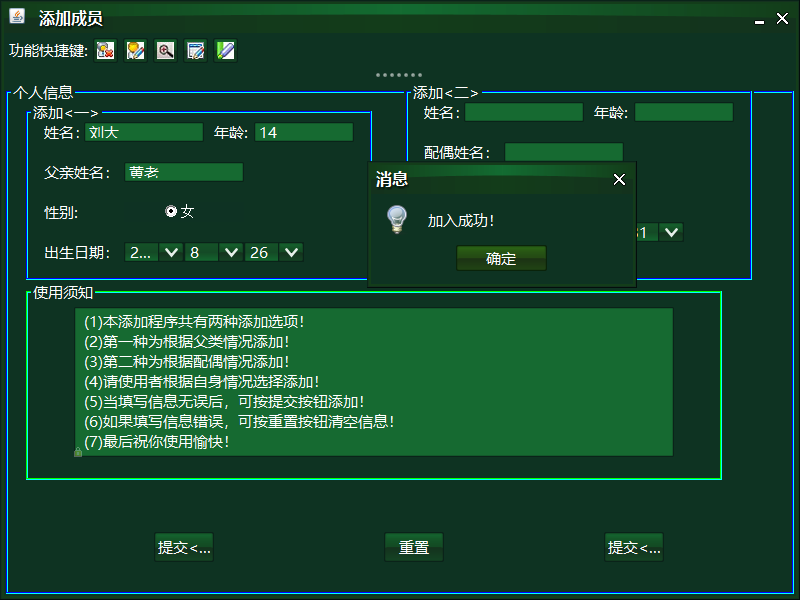 添加成员
功能快捷键:
个人信息
添加<一>
姓名: 刘大 年龄: 14
父亲姓名: 黄老
性别: 女
出生日期: 2... 8 26
添加<二>
姓名: 年龄:
配偶姓名:
31
消息
加入成功!
确定
使用须知
(1)本添加程序共有两种添加选项!
(2)第一种为根据父类情况添加!
(3)第二种为根据配偶情况添加!
(4)请使用者根据自身情况选择添加!
(5)当填写信息无误后，可按提交按钮添加!
(6)如果填写信息错误，可按重置按钮清空信息!
(7)最后祝你使用愉快!
提交<... 重置 提交<...